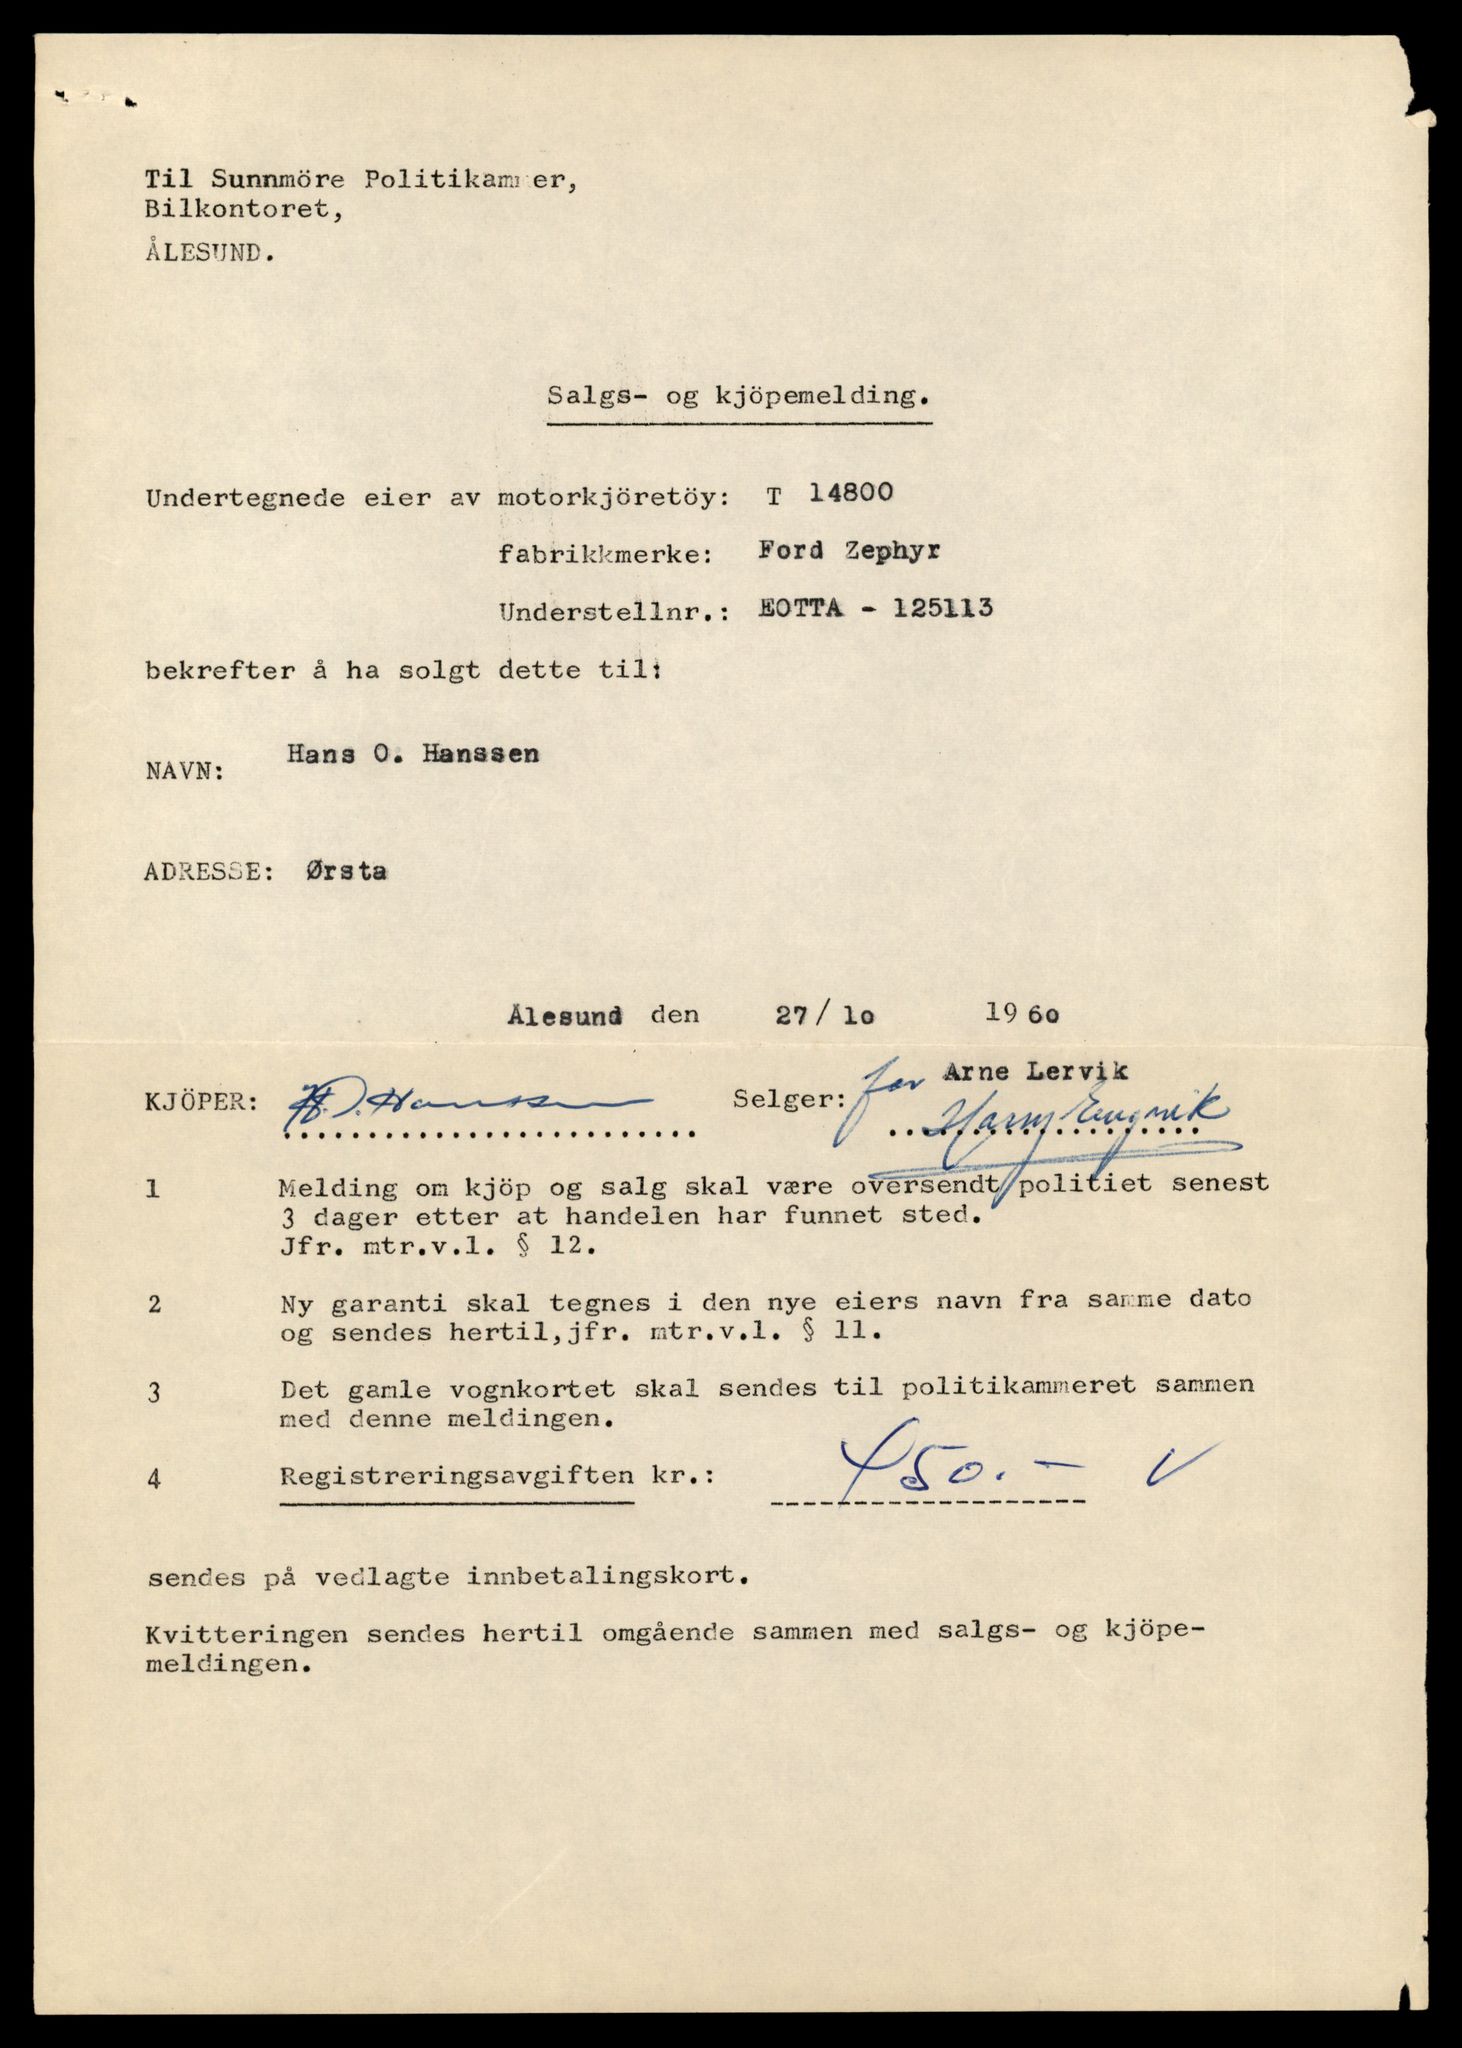 Til Sunnmöre Politikammer,
Bilkontoret,
ÅLESUND.
Salgs- og kjöpemelding.
Undertegnede eier av motorkjöretöy: T 14800
fabrikkmerke: Ford Zephyr
Understellnr.: EOTTA - 125113
bekrefter å ha solgt dette til:
NAVN: Hans O. Hanssen
ADRESSE: Ørsta
Ålesund den 27/10 1960
for Arne Lervik
KJÖPER: H.O. Hanssen Selger: Harry Engvik
1 Melding om kjöp og salg skal være oversendt politiet senest
3 dager etter at handelen har funnet sted.
Jfr. mtr.v.l. § 12.
2 Ny garanti skal tegnes i den nye eiers navn fra samme dato
og sendes hertil,jfr. mtr.v.l. § 11.
3 Det gamle vognkortet skal sendes til politikammeret sammen
med denne meldingen.
4 Registreringsavgiften kr.: 450.- V
sendes på vedlagte innbetalingskort.
Kvitteringen sendes hertil omgående sammen med salgs- og kjöpe-
meldingen.